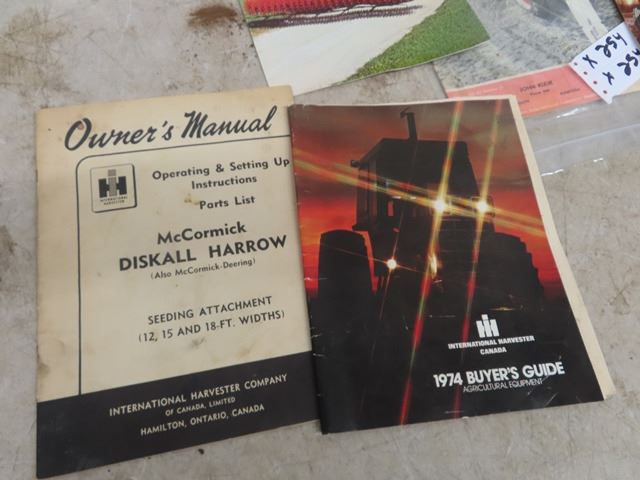 Owner's Manual
IH
INTERNATIONAL
HARVESTER
Operating & Setting Up
Instructions
Parts List
McCormick
DISKALL HARROW
(Also McCormick-Deering)
SEEDING ATTACHMENT
(12, 15 AND 18-FT. WIDTHS)
INTERNATIONAL HARVESTER COMPANY
OF CANADA, LIMITED
HAMILTON, ONTARIO, CANADA
IH
INTERNATIONAL HARVESTER
CANADA
1974 BUYER'S GUIDE
AGRICULTURAL EQUIPMENT